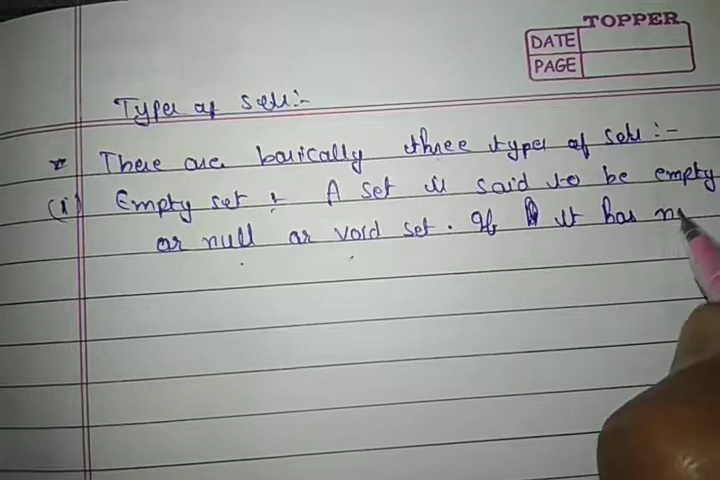 TOPPER
DATE
PAGE
Types of sets:-
* There are basically three types of sets :-
(i) Empty set : A set is said to be empty
or null or void set. If it has n